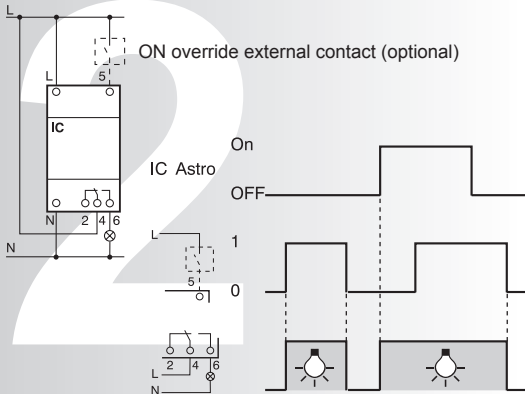 L
ON override external contact (optional)
L
5
IC
2
IC Astro
On
OFF
N 2 4 6
N
L
5
1
0
2 4 6
L
N